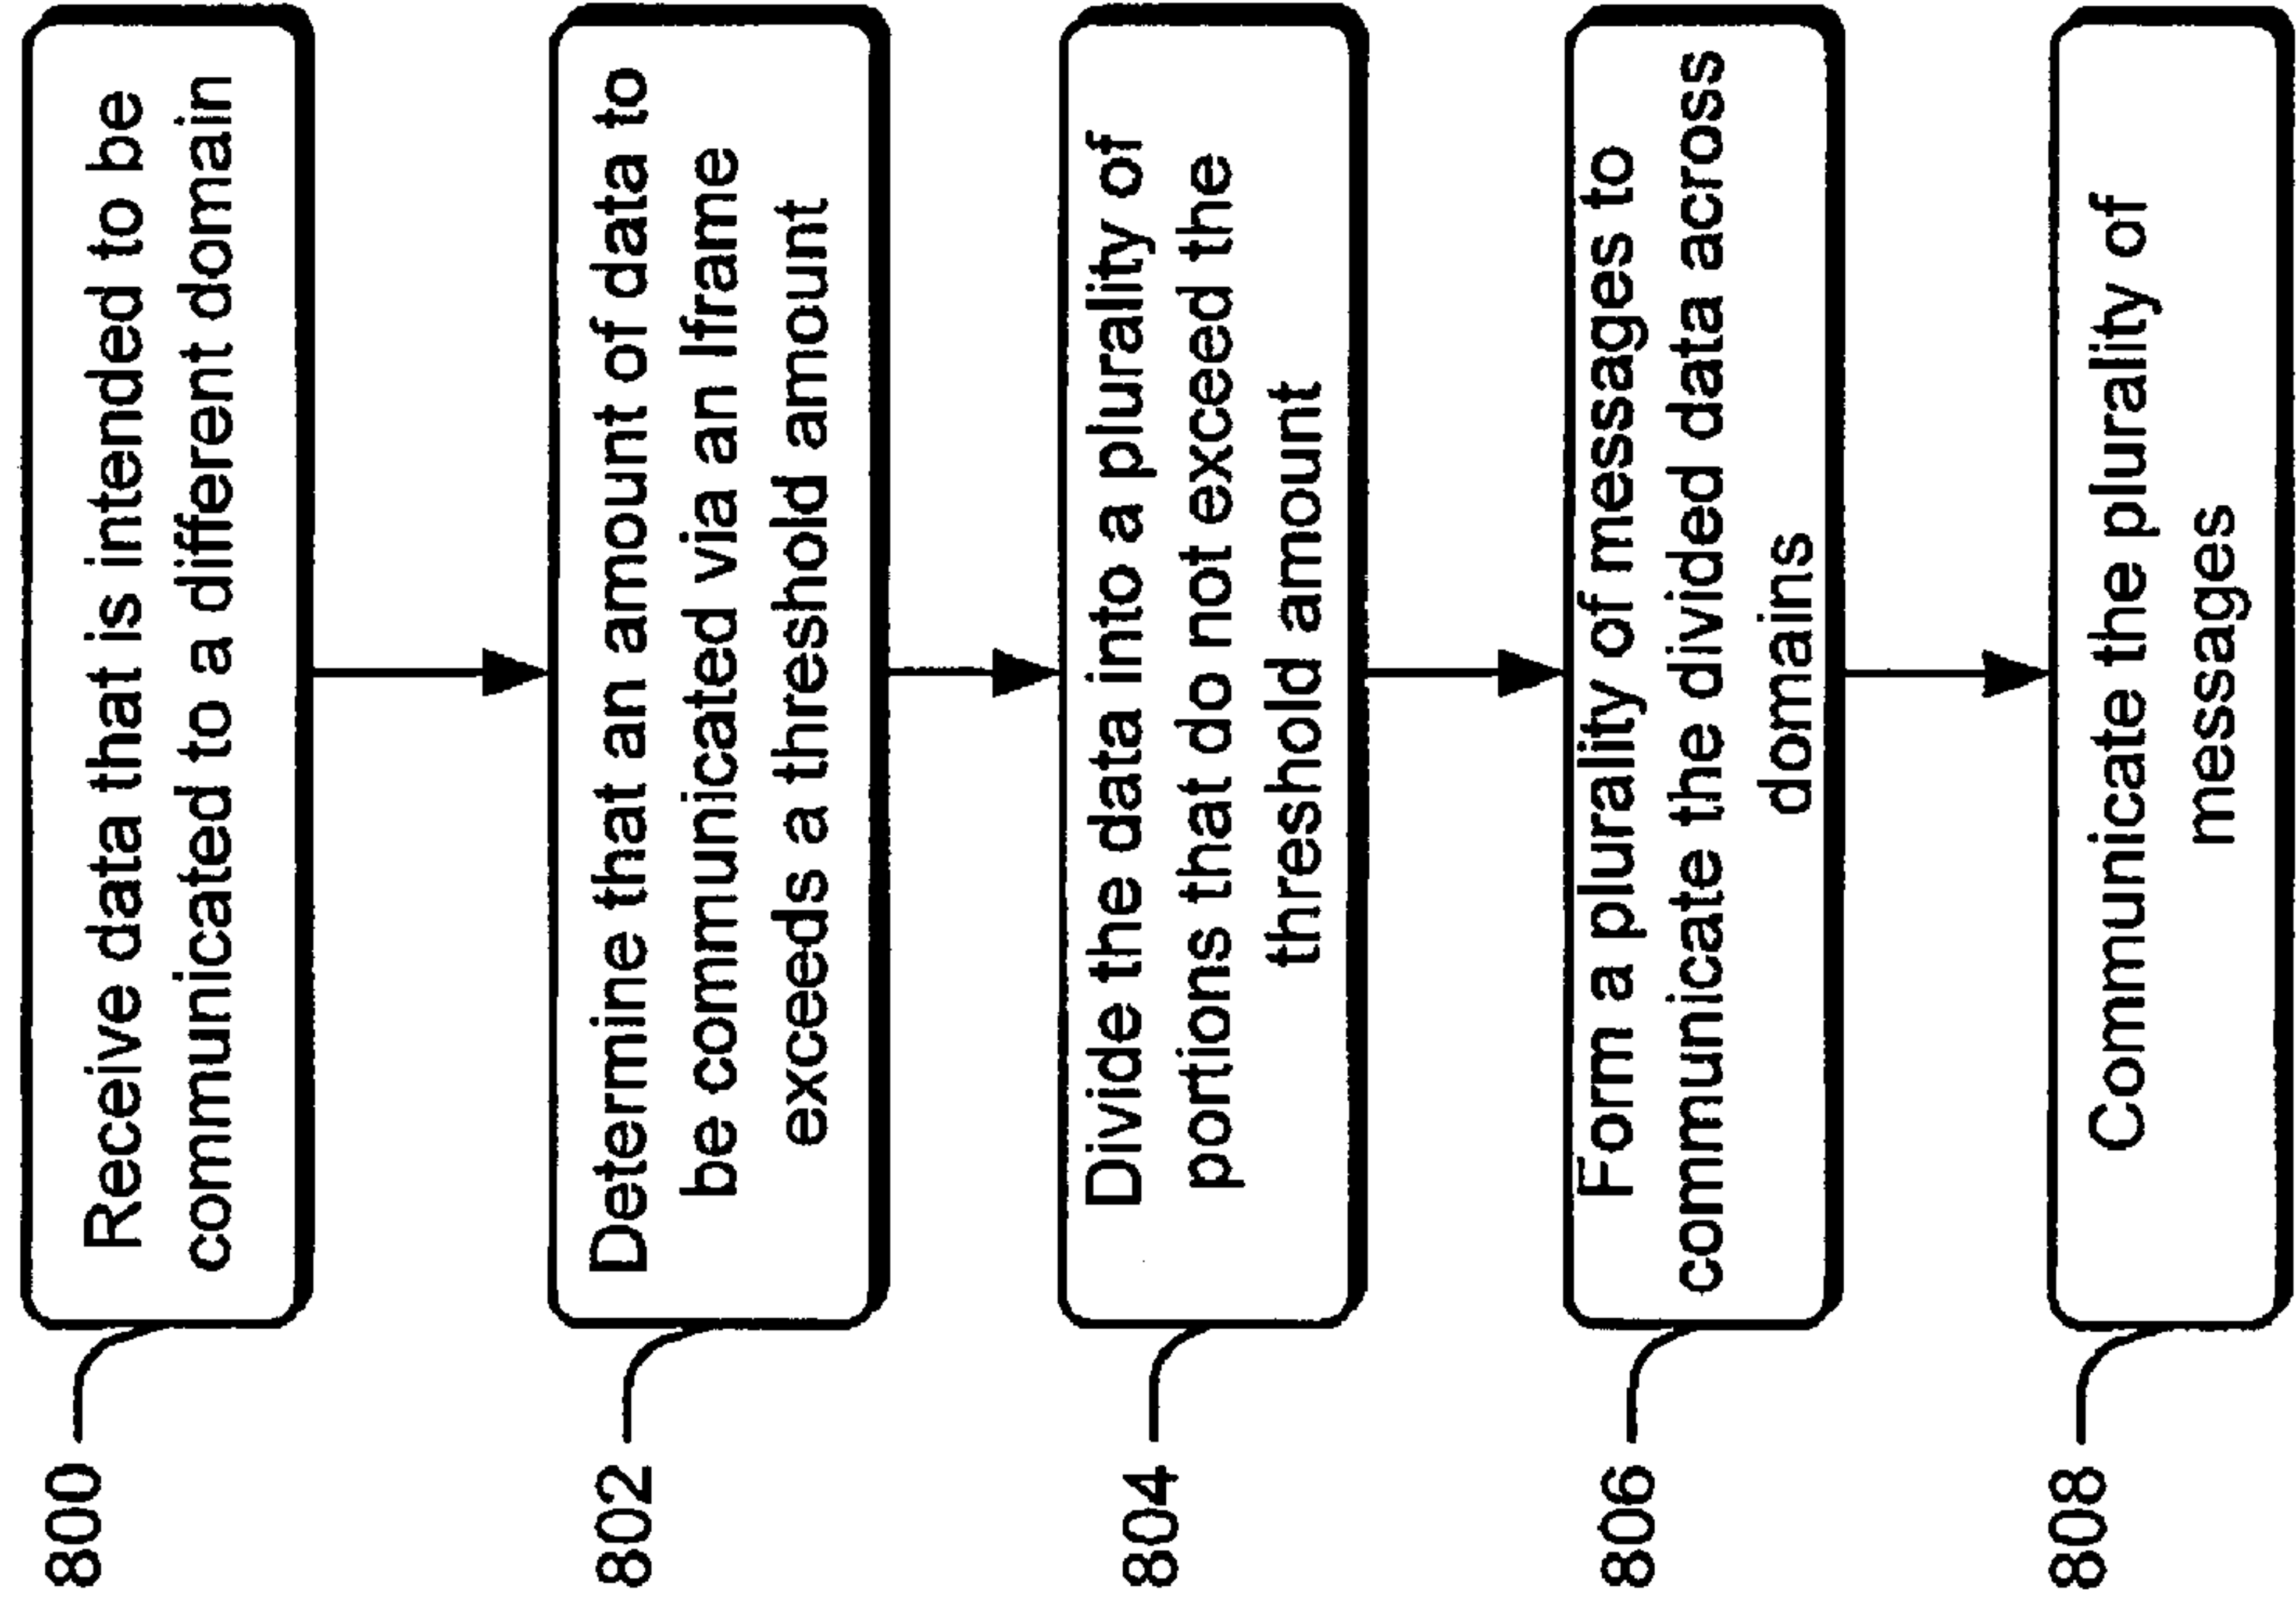 800
Receive data that is intended to be
communicated to a different domain
802
Determine that an amount of data to
be communicated via an Iframe
exceeds a threshold amount
804
Divide the data into a plurality of
portions that do not exceed the
threshold amount
806
Form a plurality of messages to
communicate the divided data across
domains
808
Communicate the plurality of
messages